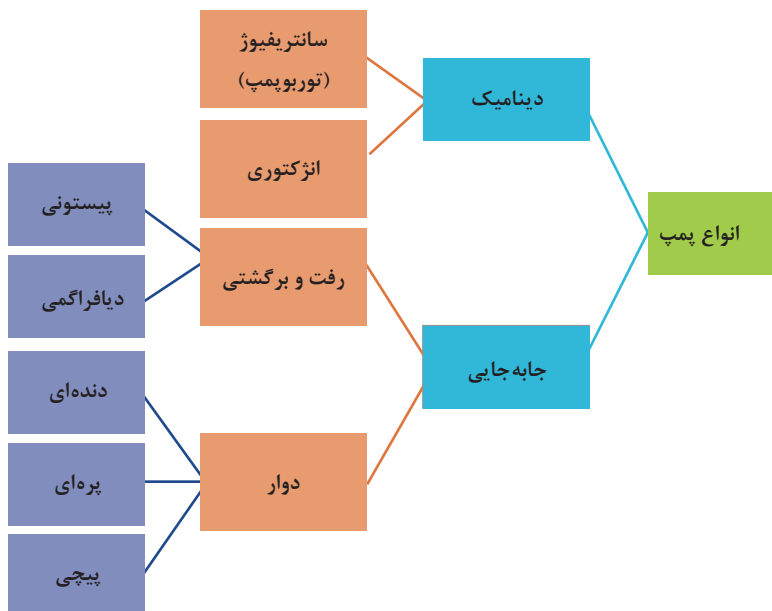 انواع پمپ
دینامیک
سانتریفیوژ
(توربوپمپ)
انژکتوری
جابه‌جایی
رفت و برگشتی
پیستونی
دیافراگمی
دوار
دنده‌ای
پره‌ای
پیچی